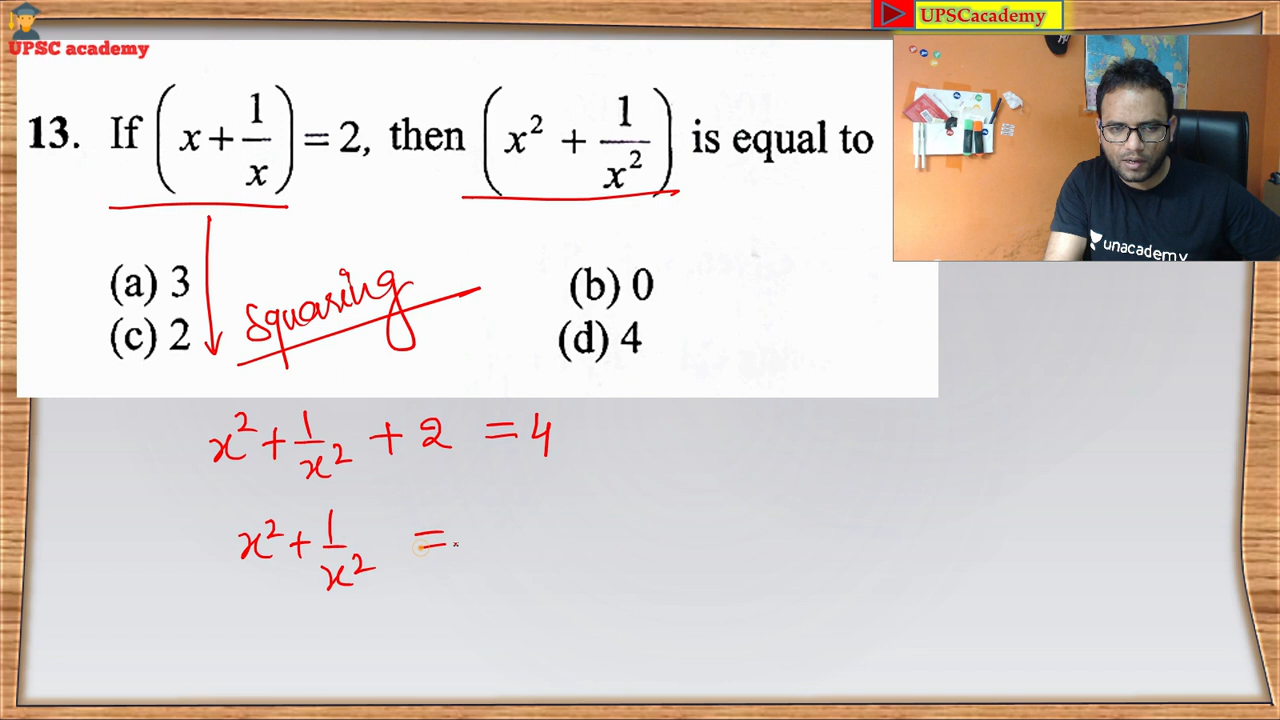 UPSC academy
UPSCacademy
13. If (x + 1/x) = 2, then (x² + 1/x²) is equal to
(a) 3 (b) 0
(c) 2 (d) 4
Squaring
x² + 1/x² + 2 = 4
x² + 1/x² =
unacademy